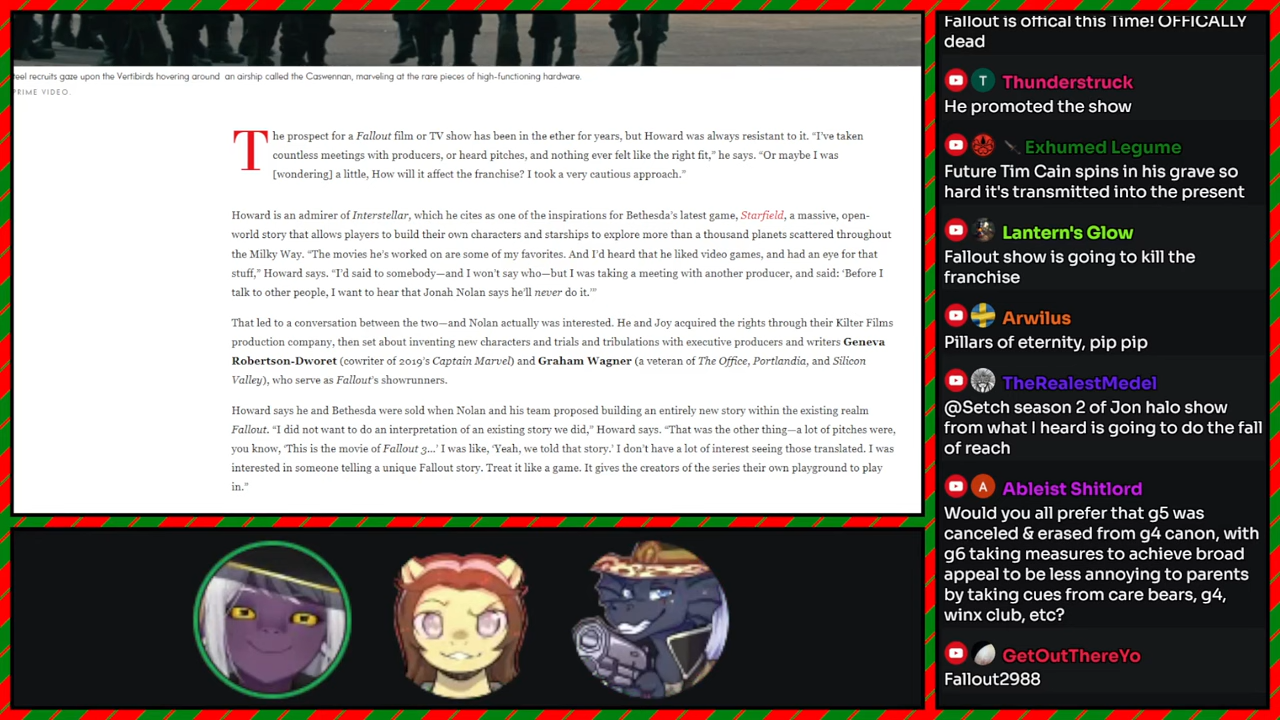 teel recruits gaze upon the Vertibirds hovering around an airship called the Caswennan, marveling at the rare pieces of high-functioning hardware.
PRIME VIDEO.
The prospect for a Fallout film or TV show has been in the ether for years, but Howard was always resistant to it. “I’ve taken
countless meetings with producers, or heard pitches, and nothing ever felt like the right fit,” he says. “Or maybe I was
[wondering] a little, How will it affect the franchise? I took a very cautious approach.”
Howard is an admirer of Interstellar, which he cites as one of the inspirations for Bethesda’s latest game, Starfield, a massive, open-
world story that allows players to build their own characters and starships to explore more than a thousand planets scattered throughout
the Milky Way. “The movies he’s worked on are some of my favorites. And I’d heard that he liked video games, and had an eye for that
stuff,” Howard says. “I’d said to somebody—and I won’t say who—but I was taking a meeting with another producer, and said: ‘Before I
talk to other people, I want to hear that Jonah Nolan says he’ll never do it.’”
That led to a conversation between the two—and Nolan actually was interested. He and Joy acquired the rights through their Kilter Films
production company, then set about inventing new characters and trials and tribulations with executive producers and writers Geneva
Robertson-Dworet (cowriter of 2019’s Captain Marvel) and Graham Wagner (a veteran of The Office, Portlandia, and Silicon
Valley), who serve as Fallout’s showrunners.
Howard says he and Bethesda were sold when Nolan and his team proposed building an entirely new story within the existing realm
Fallout. “I did not want to do an interpretation of an existing story we did,” Howard says. “That was the other thing—a lot of pitches were,
you know, ‘This is the movie of Fallout 3…’ I was like, ‘Yeah, we told that story.’ I don’t have a lot of interest seeing those translated. I was
interested in someone telling a unique Fallout story. Treat it like a game. It gives the creators of the series their own playground to play
in.”
Fallout is offical this Time! OFFICALLY
dead
T Thunderstruck
He promoted the show
Exhumed Legume
Future Tim Cain spins in his grave so
hard it's transmitted into the present
Lantern's Glow
Fallout show is going to kill the
franchise
Arwilus
Pillars of eternity, pip pip
TheRealestMedel
@Setch season 2 of Jon halo show
from what I heard is going to do the fall
of reach
A Ableist Shitlord
Would you all prefer that g5 was
canceled & erased from g4 canon, with
g6 taking measures to achieve broad
appeal to be less annoying to parents
by taking cues from care bears, g4,
winx club, etc?
GetOutThereYo
Fallout2988